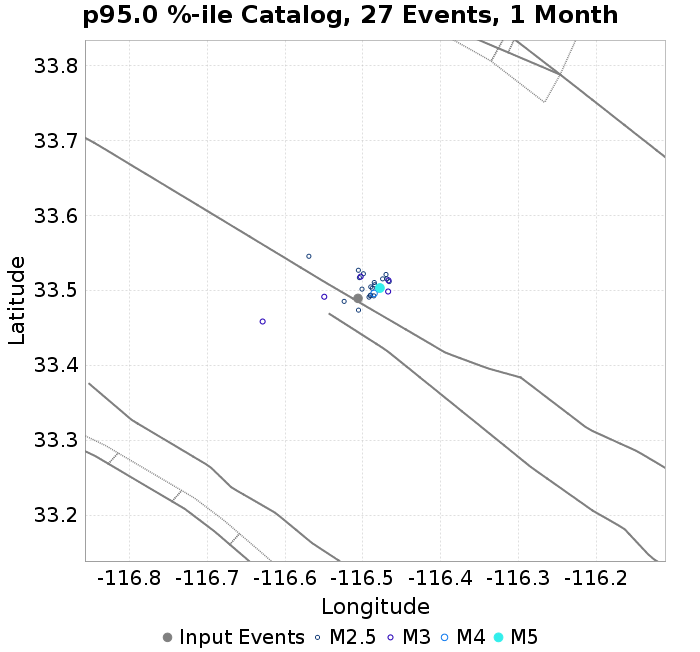 p95.0 %-ile Catalog, 27 Events, 1 Month
33.8
33.7
33.6
33.5
33.4
33.3
33.2
Latitude
-116.8 -116.7 -116.6 -116.5 -116.4 -116.3 -116.2
Longitude
Input Events M2.5 M3 M4 M5